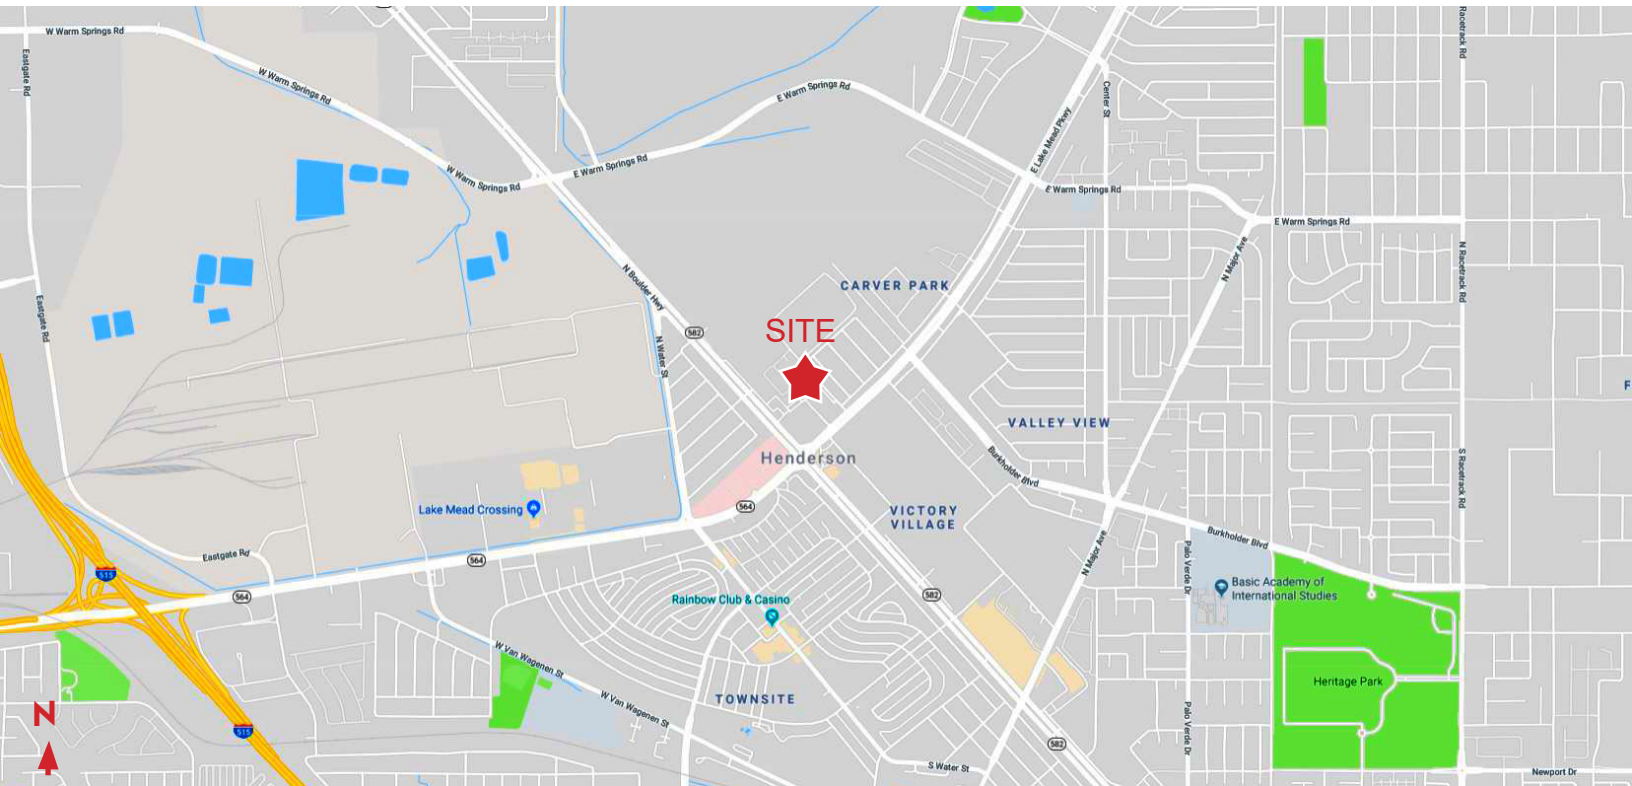 W Warm Springs Rd
Eastgate Rd
W Warm Springs Rd
E Warm Springs Rd
Center St
Racetrack Rd
E Lake Mead Pkwy
W Warm Springs Rd
E Warm Springs Rd
E Warm Springs Rd
E Warm Springs Rd
N Major Ave
N Racetrack Rd
N Boulder Hwy
CARVER PARK
Eastgate Rd
582
SITE
N Water St
F
VALLEY VIEW
Henderson
Burkholder Blvd
S Racetrack Rd
Lake Mead Crossing
564
VICTORY
VILLAGE
Eastgate Rd
564
515
564
N Major Ave
Burkholder Blvd
Palo Verde Dr
Basic Academy of
International Studies
Rainbow Club & Casino
582
W Van Wagenen St
W Van Wagenen St
TOWNSITE
Heritage Park
N
515
Palo Verde Dr
582
S Water St
Newport Dr